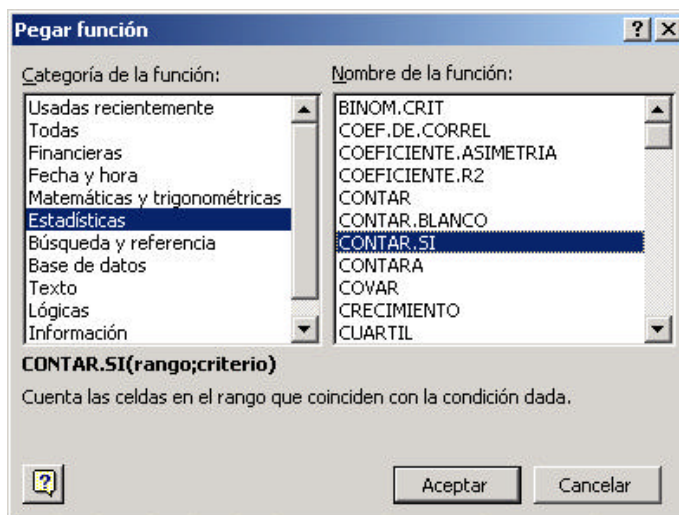 Pegar función
Categoría de la función:
Nombre de la función:
Usadas recientemente
Todas
Financieras
Fecha y hora
Matemáticas y trigonométricas
Estadísticas
Búsqueda y referencia
Base de datos
Texto
Lógicas
Información
BINOM.CRIT
COEF.DE.CORREL
COEFICIENTE.ASIMETRIA
COEFICIENTE.R2
CONTAR
CONTAR.BLANCO
CONTAR.SI
CONTARA
COVAR
CRECIMIENTO
CUARTIL
CONTAR.SI(rango;criterio)
Cuenta las celdas en el rango que coinciden con la condición dada.
Aceptar
Cancelar